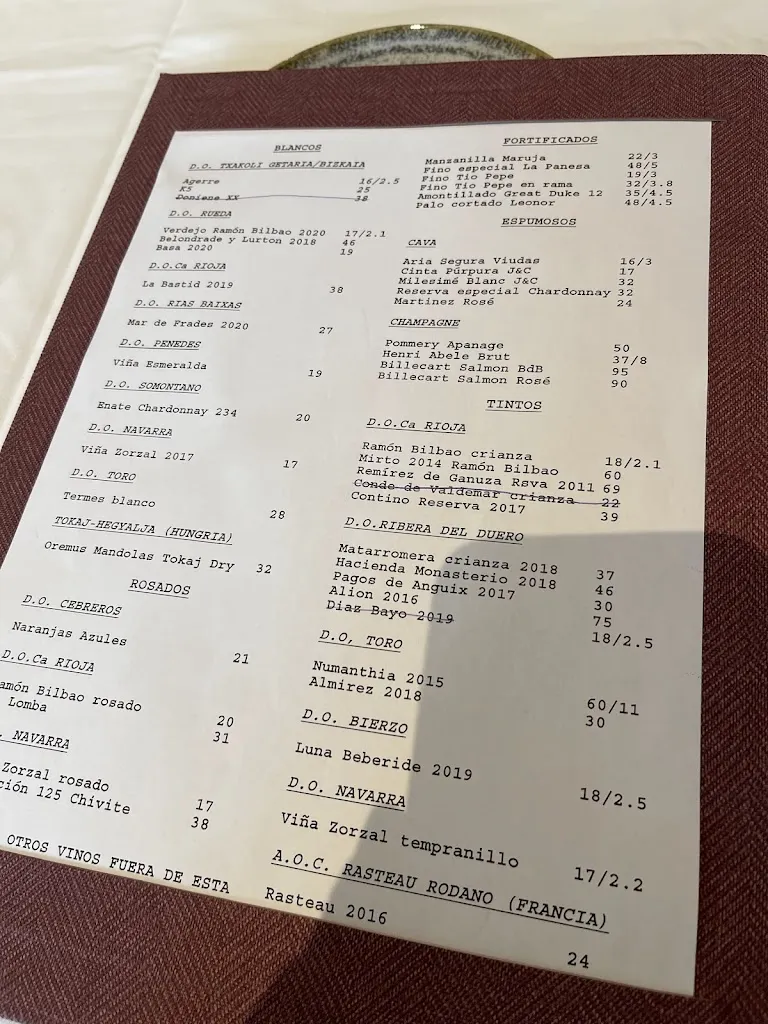 BLANCOS
D.O. TXAKOLI GETARIA/BIZKAIA
Agerre 16/2.5
K5 25
Doniene XX 38
D.O. RUEDA
Verdejo Ramón Bilbao 2020 17/2.1
Belondrade y Lurton 2018 46
Basa 2020 19
D.O.Ca RIOJA
La Bastid 2019 38
D.O. RIAS BAIXAS
Mar de Frades 2020 27
D.O. PENEDES
Viña Esmeralda 19
D.O. SOMONTANO
Enate Chardonnay 234 20
D.O. NAVARRA
Viña Zorzal 2017 17
D.O. TORO
Termes blanco 28
TOKAJ-HEGYALJA (HUNGRIA)
Oremus Mandolas Tokaj Dry 32
ROSADOS
D.O. CEBREROS
Naranjas Azules 21
D.O.Ca RIOJA
amón Bilbao rosado 20
Lomba 31
. NAVARRA
Zorzal rosado 17
ción 125 Chivite 38
OTROS VINOS FUERA DE ESTA
FORTIFICADOS
Manzanilla Maruja 22/3
Fino especial La Panesa 48/5
Fino Tio Pepe 19/3
Fino Tio Pepe en rama 32/3.8
Amontillado Great Duke 12 35/4.5
Palo cortado Leonor 48/4.5
ESPUMOSOS
CAVA
Aria Segura Viudas 16/3
Cinta Púrpura J&C 17
Milesimé Blanc J&C 32
Reserva especial Chardonnay 32
Martinez Rosé 24
CHAMPAGNE
Pommery Apanage 50
Henri Abele Brut 37/8
Billecart Salmon BdB 95
Billecart Salmon Rosé 90
TINTOS
D.O.Ca RIOJA
Ramón Bilbao crianza 18/2.1
Mirto 2014 Ramón Bilbao 60
Remírez de Ganuza Rsva 2011 69
Conde de Valdemar crianza 22
Contino Reserva 2017 39
D.O.RIBERA DEL DUERO
Matarromera crianza 2018 37
Hacienda Monasterio 2018 46
Pagos de Anguix 2017 30
Alion 2016 75
Diaz Bayo 2019 18/2.5
D.O, TORO
Numanthia 2015 60/11
Almirez 2018 30
D.O. BIERZO
Luna Beberide 2019 18/2.5
D.O. NAVARRA
Viña Zorzal tempranillo 17/2.2
A.O.C. RASTEAU RODANO (FRANCIA)
Rasteau 2016 24